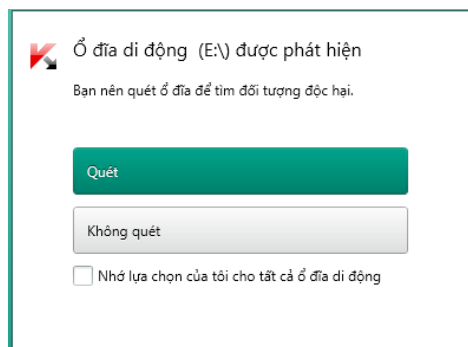 Ổ đĩa di động (E:\) được phát hiện
Bạn nên quét ổ đĩa để tìm đối tượng độc hại.
Quét
Không quét
Nhớ lựa chọn của tôi cho tất cả ổ đĩa di động